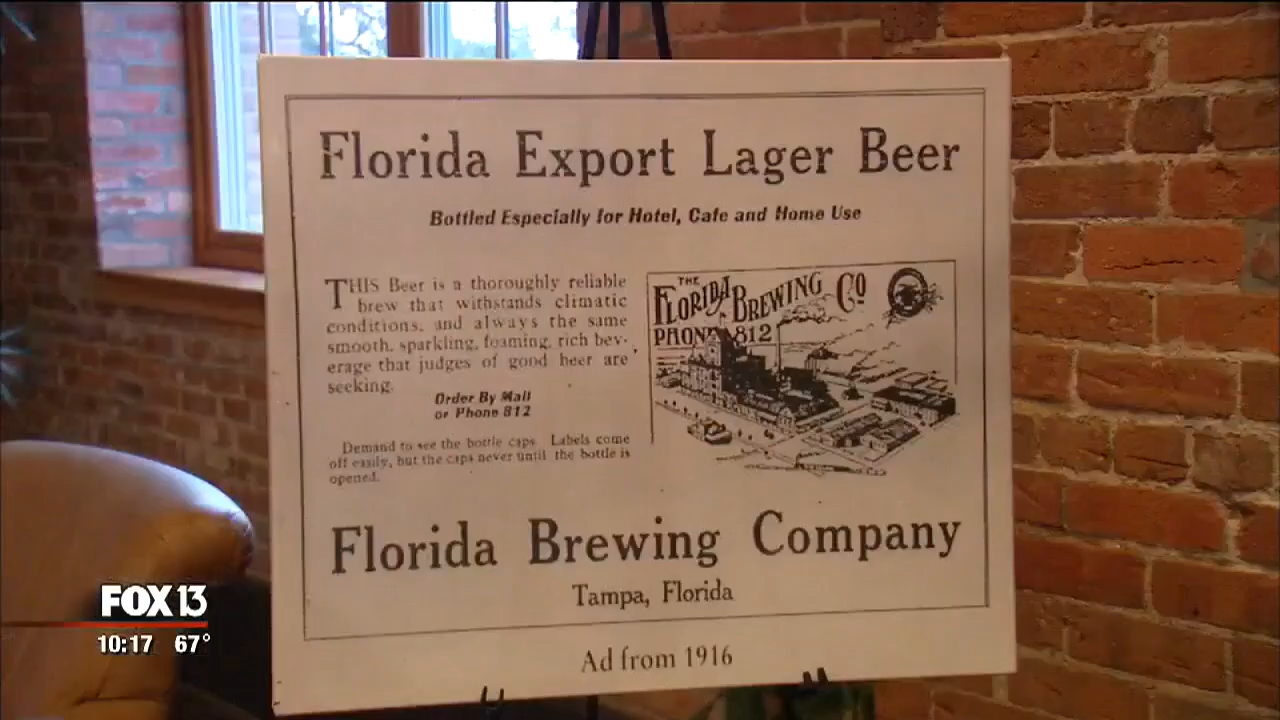 Florida Export Lager Beer
Bottled Especially for Hotel, Cafe and Home Use
THIS Beer is a thoroughly reliable
brew that withstands climatic
conditions, and always the same
smooth, sparkling, foaming, rich bev-
erage that judges of good beer are
seeking.
Order By Mail
or Phone 812
Demand to see the bottle caps. Labels come
off easily, but the caps never until the bottle is
opened.
THE
FLORIDA BREWING CO
PHONE 812
Florida Brewing Company
Tampa, Florida
Ad from 1916
FOX 13
10:17 67°